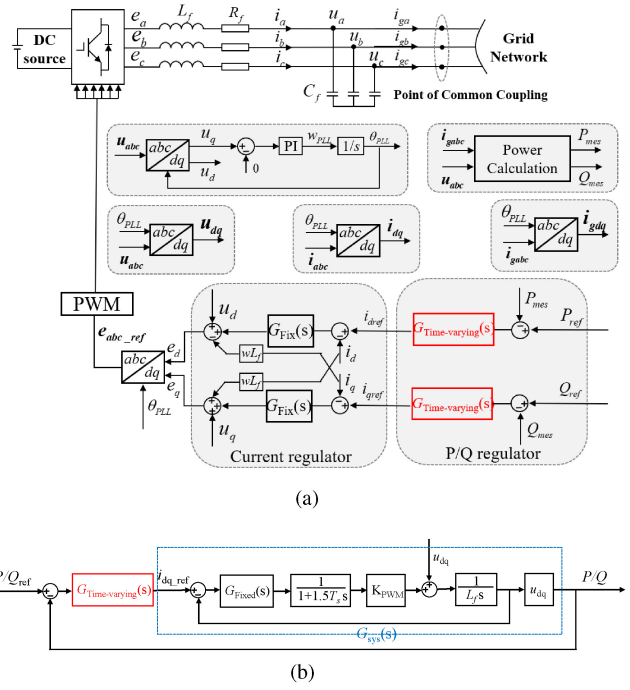 e_a L_f R_f i_a u_a i_ga
DC source
e_b i_b u_b i_gb
e_c i_c u_c i_gc
Grid Network
C_f
Point of Common Coupling
u_abc abc dq u_q u_d 0 PI w_PLL 1/s θ_PLL
i_gabc u_abc Power Calculation P_mes Q_mes
θ_PLL u_abc abc dq u_dq
θ_PLL i_abc abc dq i_dq
θ_PLL i_gabc abc dq i_gdq
PWM
e_abc_ref
u_d G_Fix(s) i_dref G_Time-varying(s) P_mes P_ref
e_d wL_f i_d
abc dq
e_q wL_f i_q
θ_PLL u_q G_Fix(s) i_qref G_Time-varying(s) Q_mes Q_ref
Current regulator
P/Q regulator
(a)
P/Q_ref G_Time-varying(s) i_dq_ref G_Fixed(s) 1/(1+1.5T_s s) K_PWM u_dq 1/(L_f s) u_dq P/Q
G_sys(s)
(b)